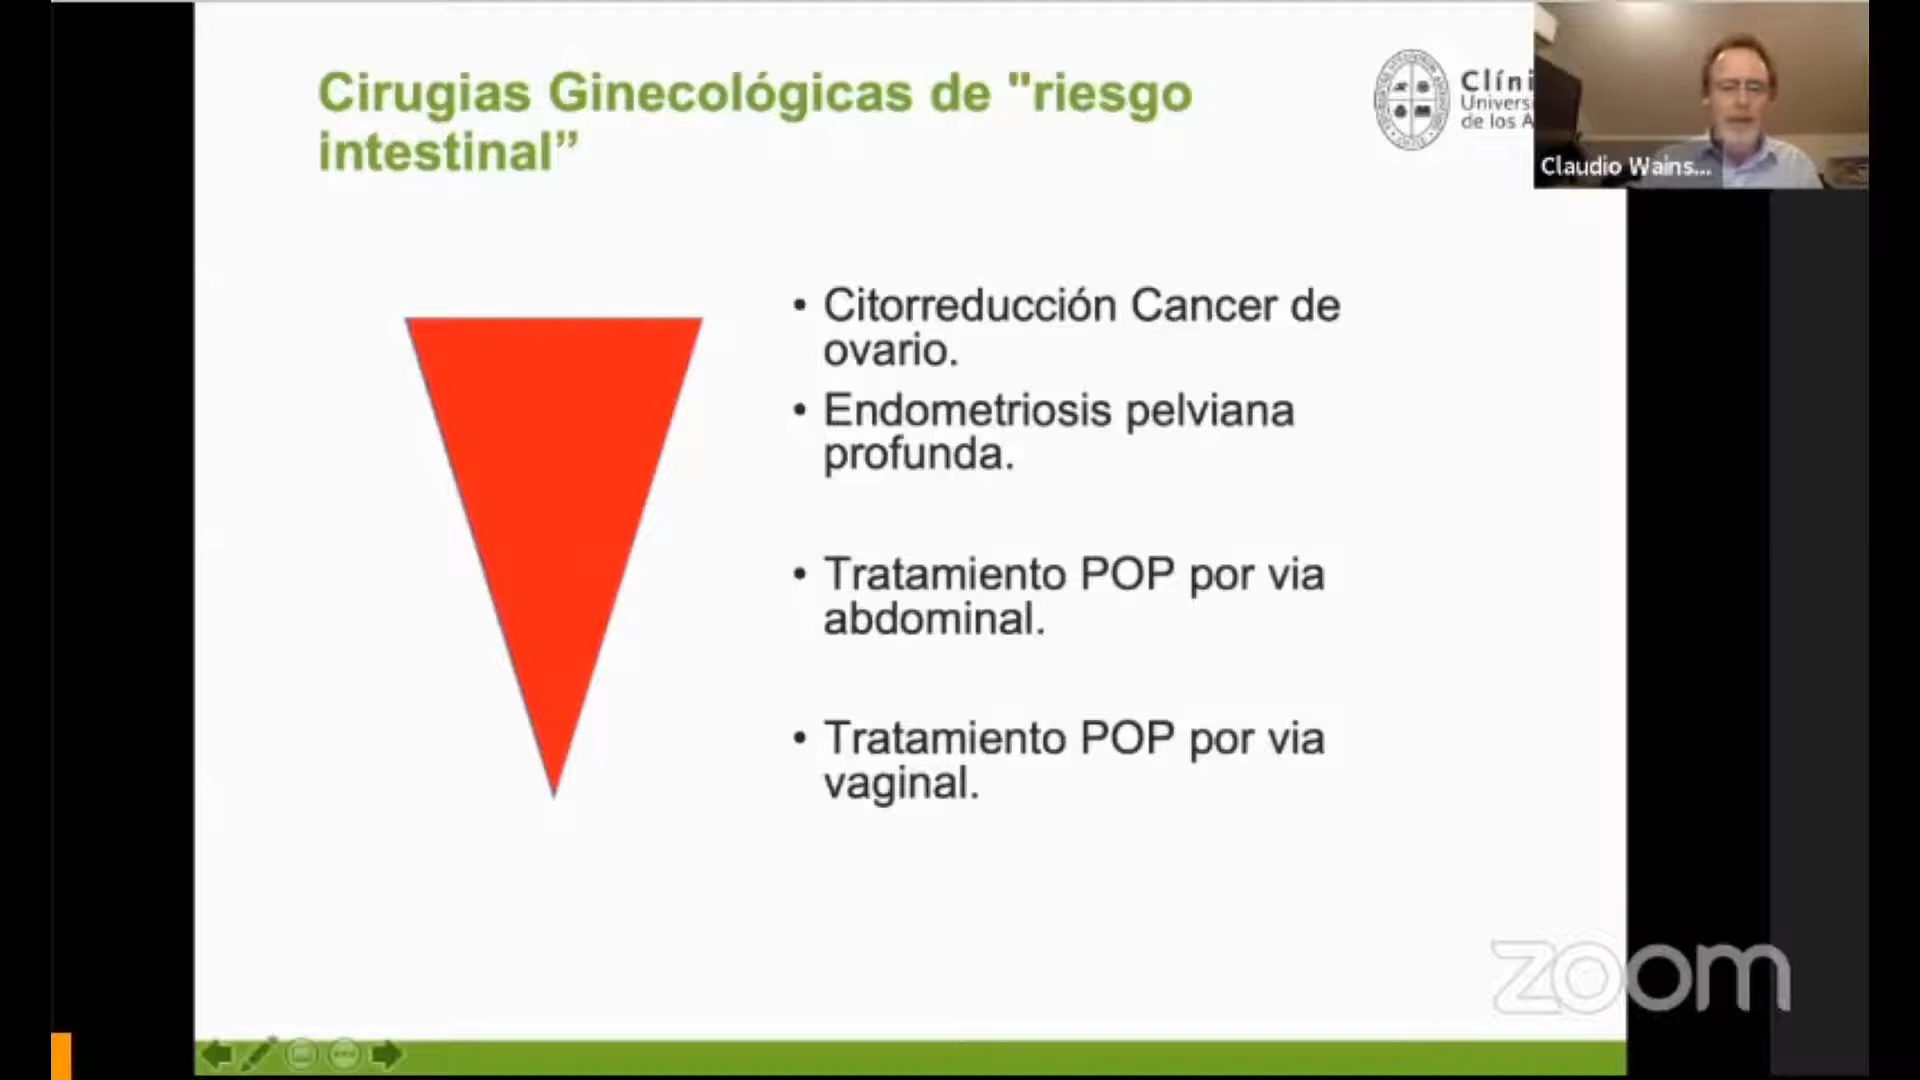 Cirugias Ginecológicas de "riesgo
intestinal”
Clíni
Univers
de los A
Claudio Wains...
• Citorreducción Cancer de
ovario.
• Endometriosis pelviana
profunda.
• Tratamiento POP por via
abdominal.
• Tratamiento POP por via
vaginal.
zoom